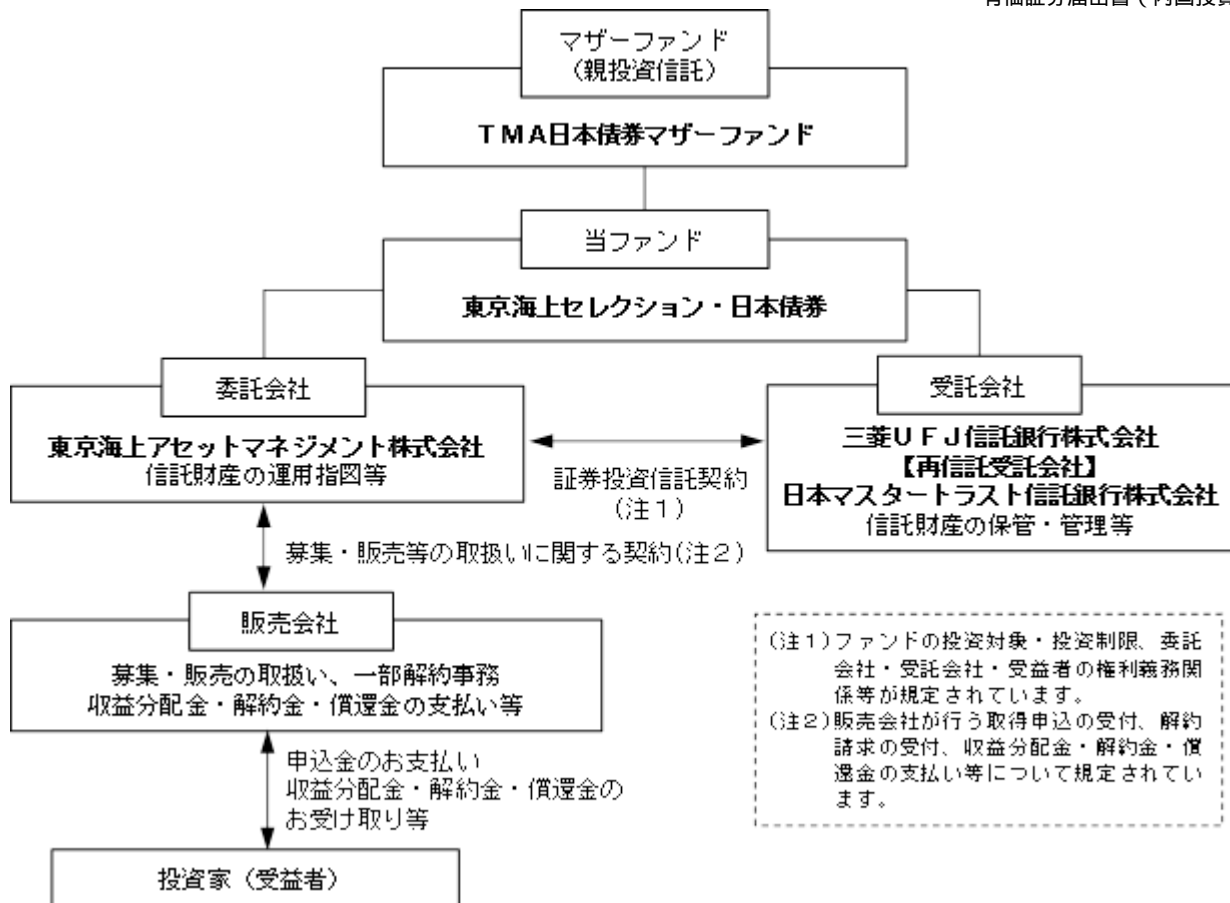 有価証券届出書（内国投資
マザーファンド
（親投資信託）
ＴＭＡ日本債券マザーファンド
当ファンド
東京海上セレクション・日本債券
委託会社
東京海上アセットマネジメント株式会社
信託財産の運用指図等
証券投資信託契約
(注１)
受託会社
三菱ＵＦＪ信託銀行株式会社
【再信託受託会社】
日本マスタートラスト信託銀行株式会社
信託財産の保管・管理等
募集・販売等の取扱いに関する契約(注２)
販売会社
募集・販売の取扱い、一部解約事務
収益分配金・解約金・償還金の支払い等
申込金のお支払い
収益分配金・解約金・償還金の
お受け取り等
投資家（受益者）
(注１)ファンドの投資対象・投資制限、委託
会社・受託会社・受益者の権利義務関
係等が規定されています。
(注２)販売会社が行う取得申込の受付、解約
請求の受付、収益分配金・解約金・償
還金の支払い等について規定されてい
ます。